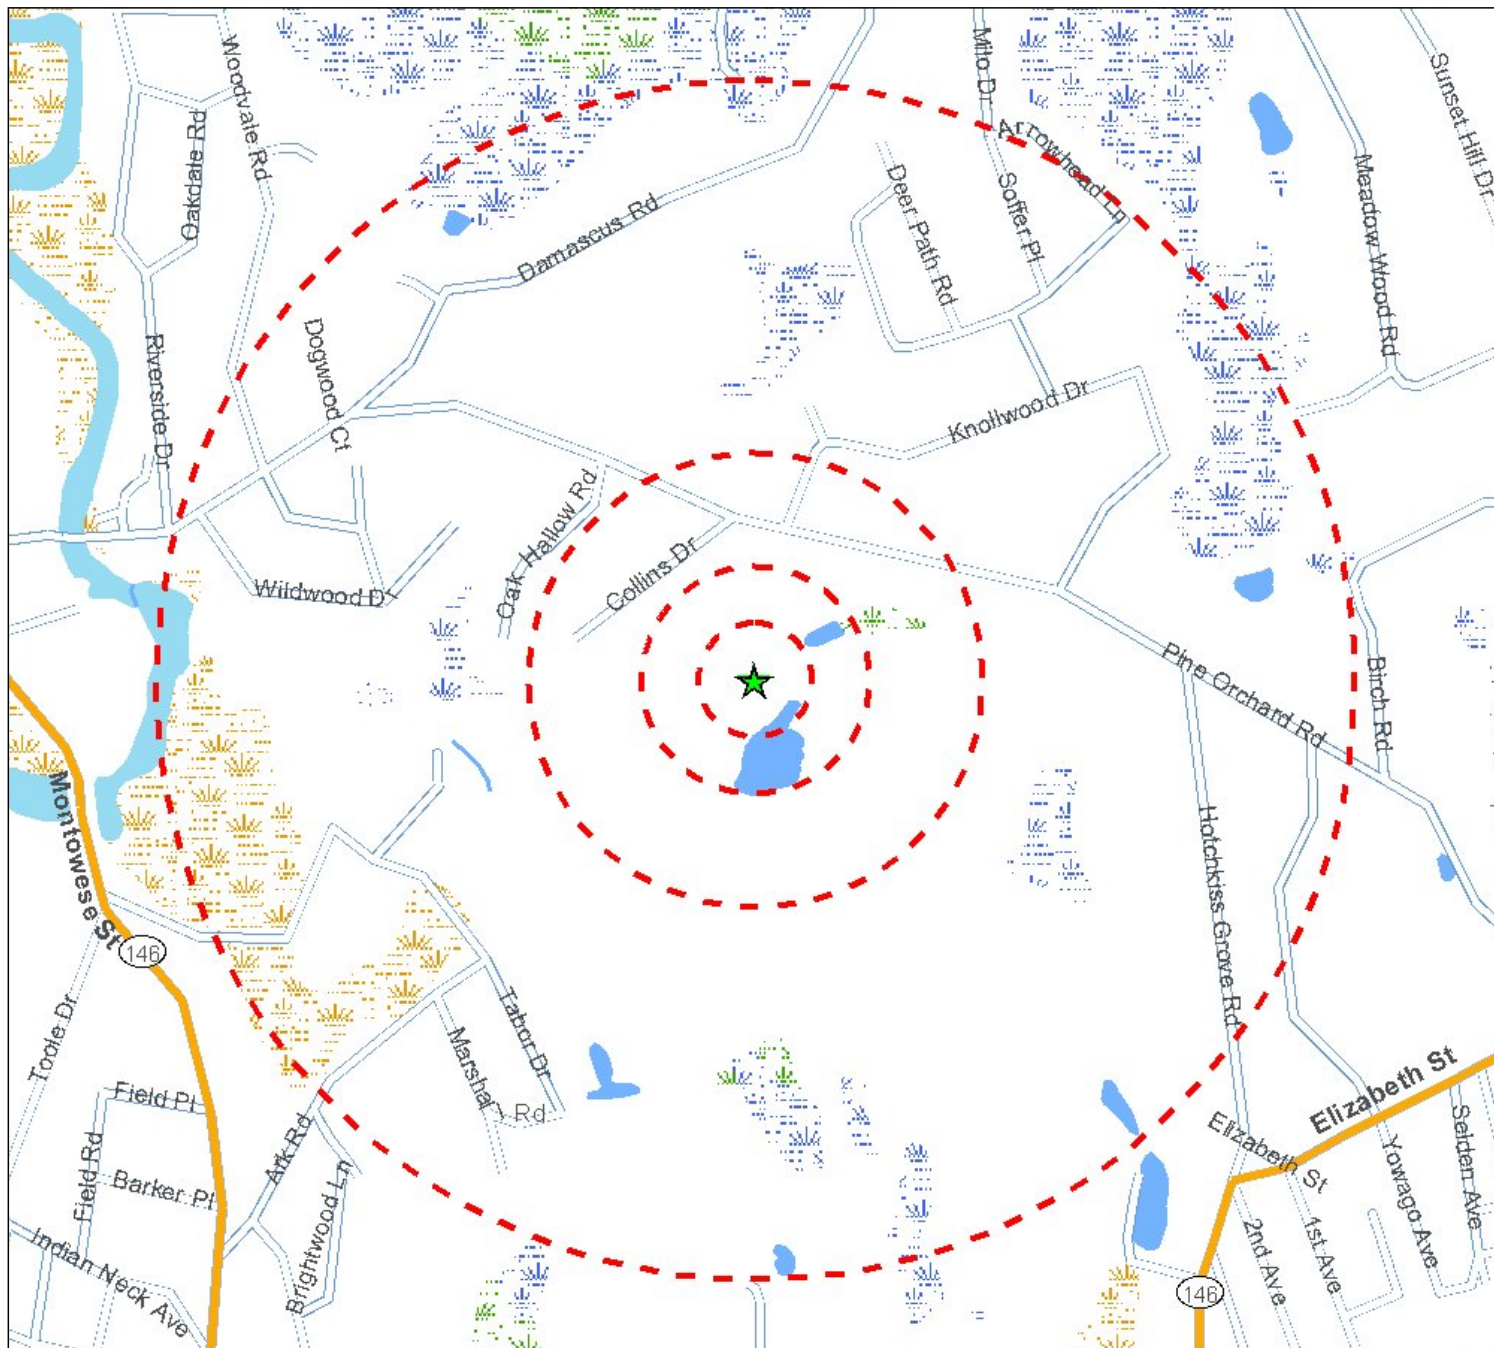 Woodvale Rd
Oakdale Rd
Milo Dr
Arrowhead Ln
Sunset Hill Dr
Damascus Rd
Deer Path Rd
Soffer Pl
Meadow Wood Rd
Riverside Dr
Dogwood Ct
Knollwood Dr
Oak Hallow Rd
Collins Dr
Wildwood Dr
Pine Orchard Rd
Birch Rd
Montowese St
146
Hotchkiss Grove Rd
Toole Dr
Tabor Dr
Marshal Rd
Field Pl
Field Rd
Ark Rd
Barker Pl
Brightwood Ln
Indian Neck Ave
Elizabeth St
Elizabeth St
Selden Ave
Yowago Ave
1st Ave
2nd Ave
146